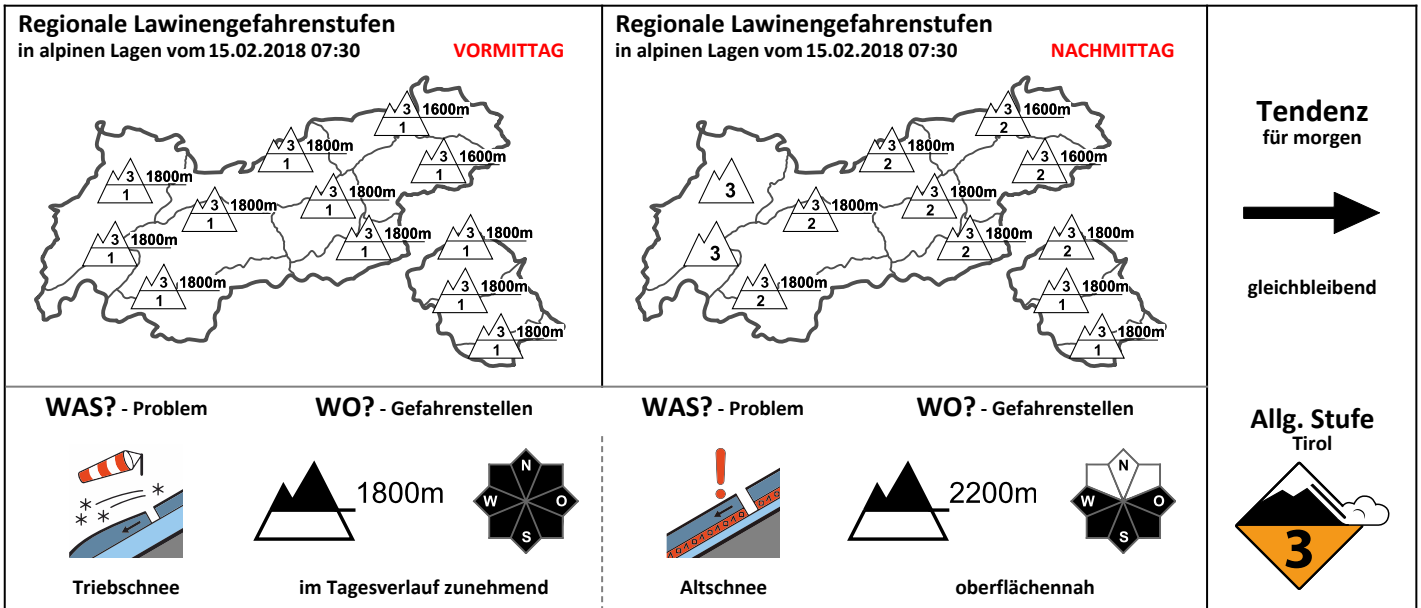 Regionale Lawinengefahrenstufen
in alpinen Lagen vom 15.02.2018 07:30 VORMITTAG
3 1600m
1
3 1800m
1
3 1600m
1
3 1800m
1
3 1800m
1
3 1800m
1
3 1800m
1
3 1800m
1
3 1800m
1
3 1800m
1
3 1800m
1
3 1800m
1
Regionale Lawinengefahrenstufen
in alpinen Lagen vom 15.02.2018 07:30 NACHMITTAG
3 1600m
2
3 1800m
2
3 1600m
2
3
3 1800m
2
3 1800m
2
3 1800m
2
3 1800m
2
3
3 1800m
2
3 1800m
1
3 1800m
1
Tendenz
für morgen
gleichbleibend
WAS? - Problem
WO? - Gefahrenstellen
1800m
N
W O
S
Triebschnee
im Tagesverlauf zunehmend
WAS? - Problem
WO? - Gefahrenstellen
2200m
N
W O
S
Altschnee
oberflächennah
Allg. Stufe
Tirol
3